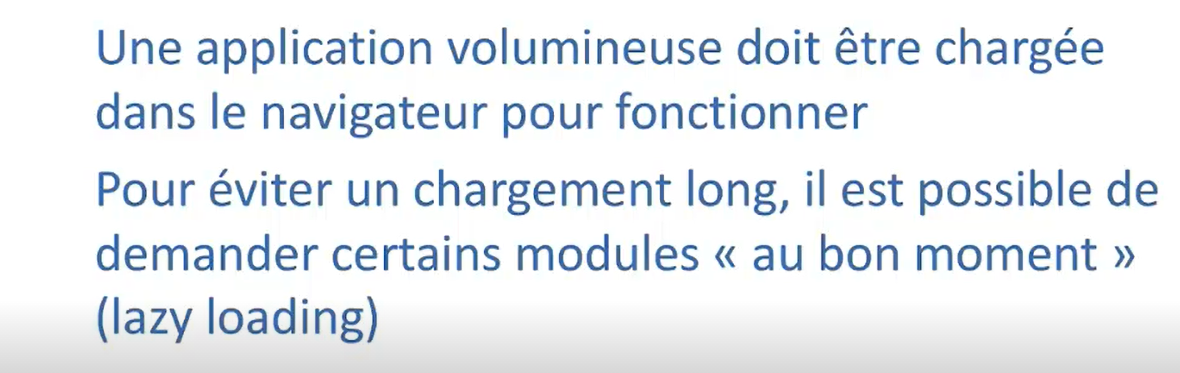 Une application volumineuse doit être chargée
dans le navigateur pour fonctionner
Pour éviter un chargement long, il est possible de
demander certains modules « au bon moment »
(lazy loading)